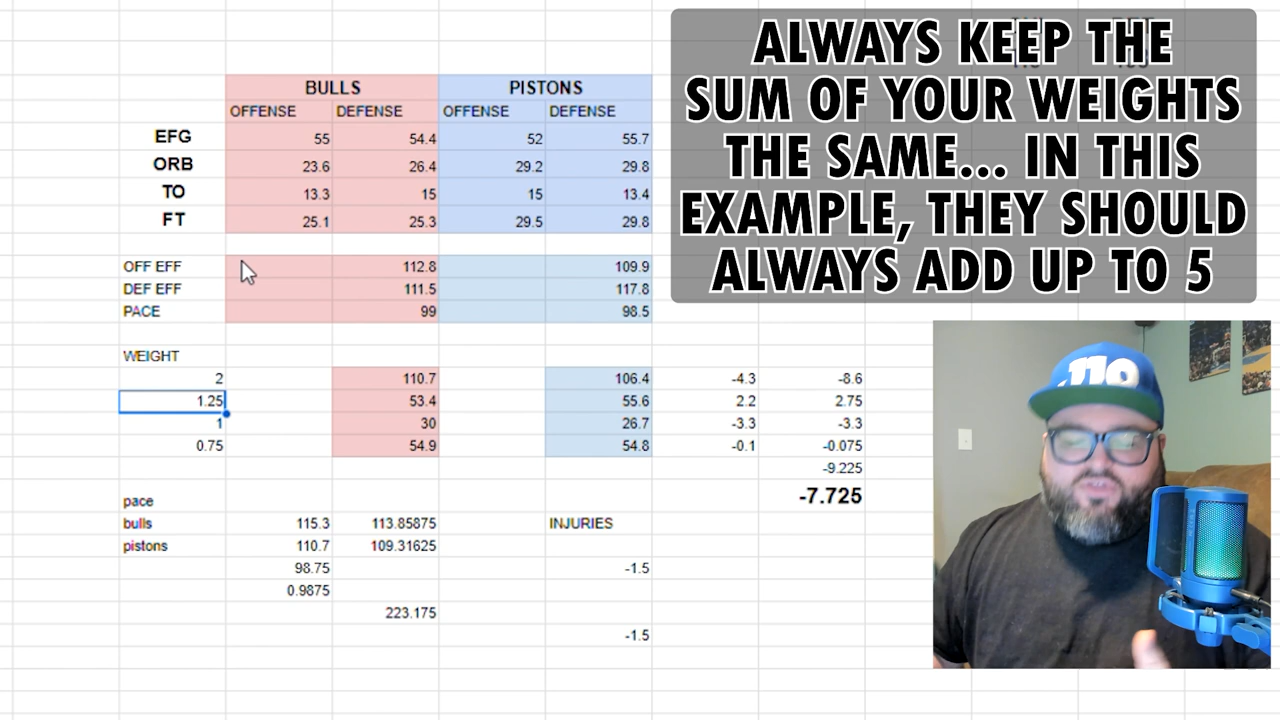 ALWAYS KEEP THE
SUM OF YOUR WEIGHTS
THE SAME... IN THIS
EXAMPLE, THEY SHOULD
ALWAYS ADD UP TO 5
BULLS PISTONS
OFFENSE DEFENSE OFFENSE DEFENSE
EFG 55 54.4 52 55.7
ORB 23.6 26.4 29.2 29.8
TO 13.3 15 15 13.4
FT 25.1 25.3 29.5 29.8
OFF EFF 112.8 109.9
DEF EFF 111.5 117.8
PACE 99 98.5
WEIGHT
2 110.7 106.4 -4.3 -8.6
1.25 53.4 55.6 2.2 2.75
1 30 26.7 -3.3 -3.3
0.75 54.9 54.8 -0.1 -0.075
-9.225
-7.725
pace
bulls 115.3 113.85875 INJURIES
pistons 110.7 109.31625
98.75 -1.5
0.9875
223.175
-1.5
110